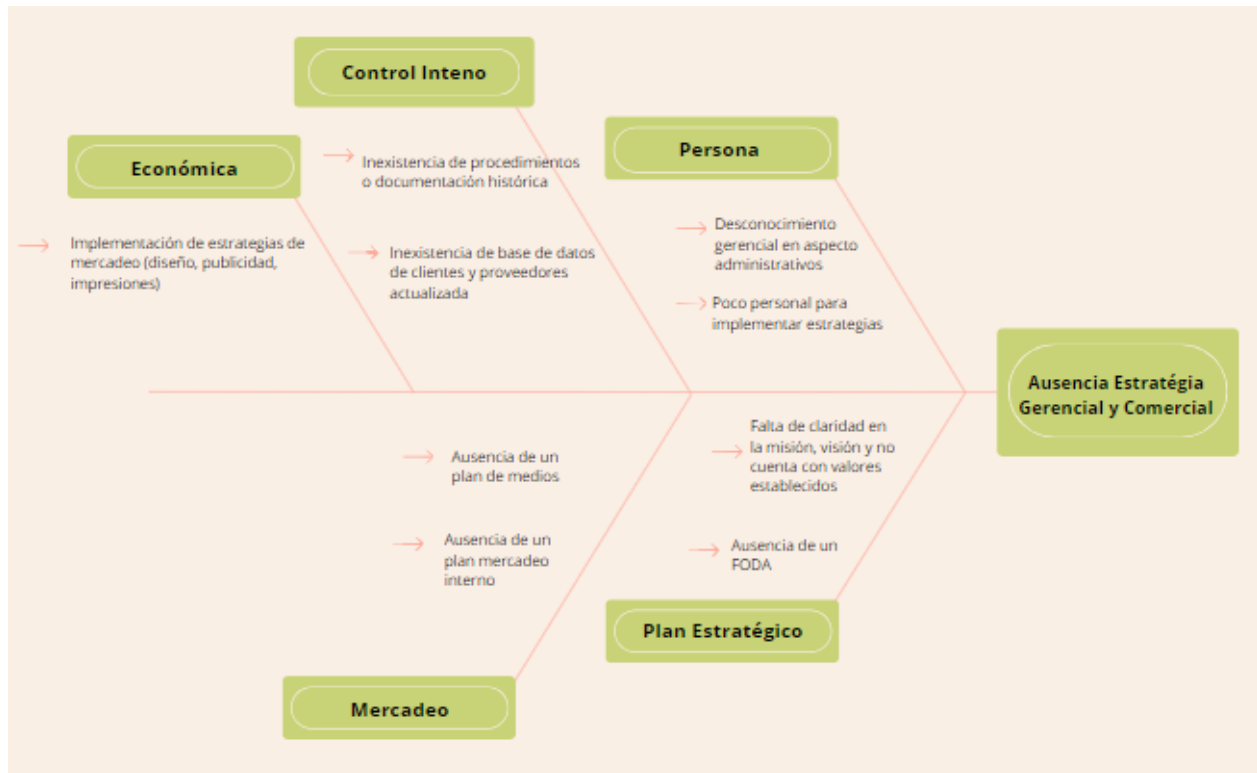 Control Inteno
Económica
Persona
Inexistencia de procedimientos
o documentación histórica
Implementación de estrategias de
mercadeo (diseño, publicidad,
impresiones)
Inexistencia de base de datos
de clientes y proveedores
actualizada
Desconocimiento
gerencial en aspecto
administrativos
Poco personal para
implementar estrategias
Ausencia Estratégia
Gerencial y Comercial
Ausencia de un
plan de medios
Ausencia de un
plan mercadeo
interno
Falta de claridad en
la misión, visión y no
cuenta con valores
establecidos
Ausencia de un
FODA
Plan Estratégico
Mercadeo